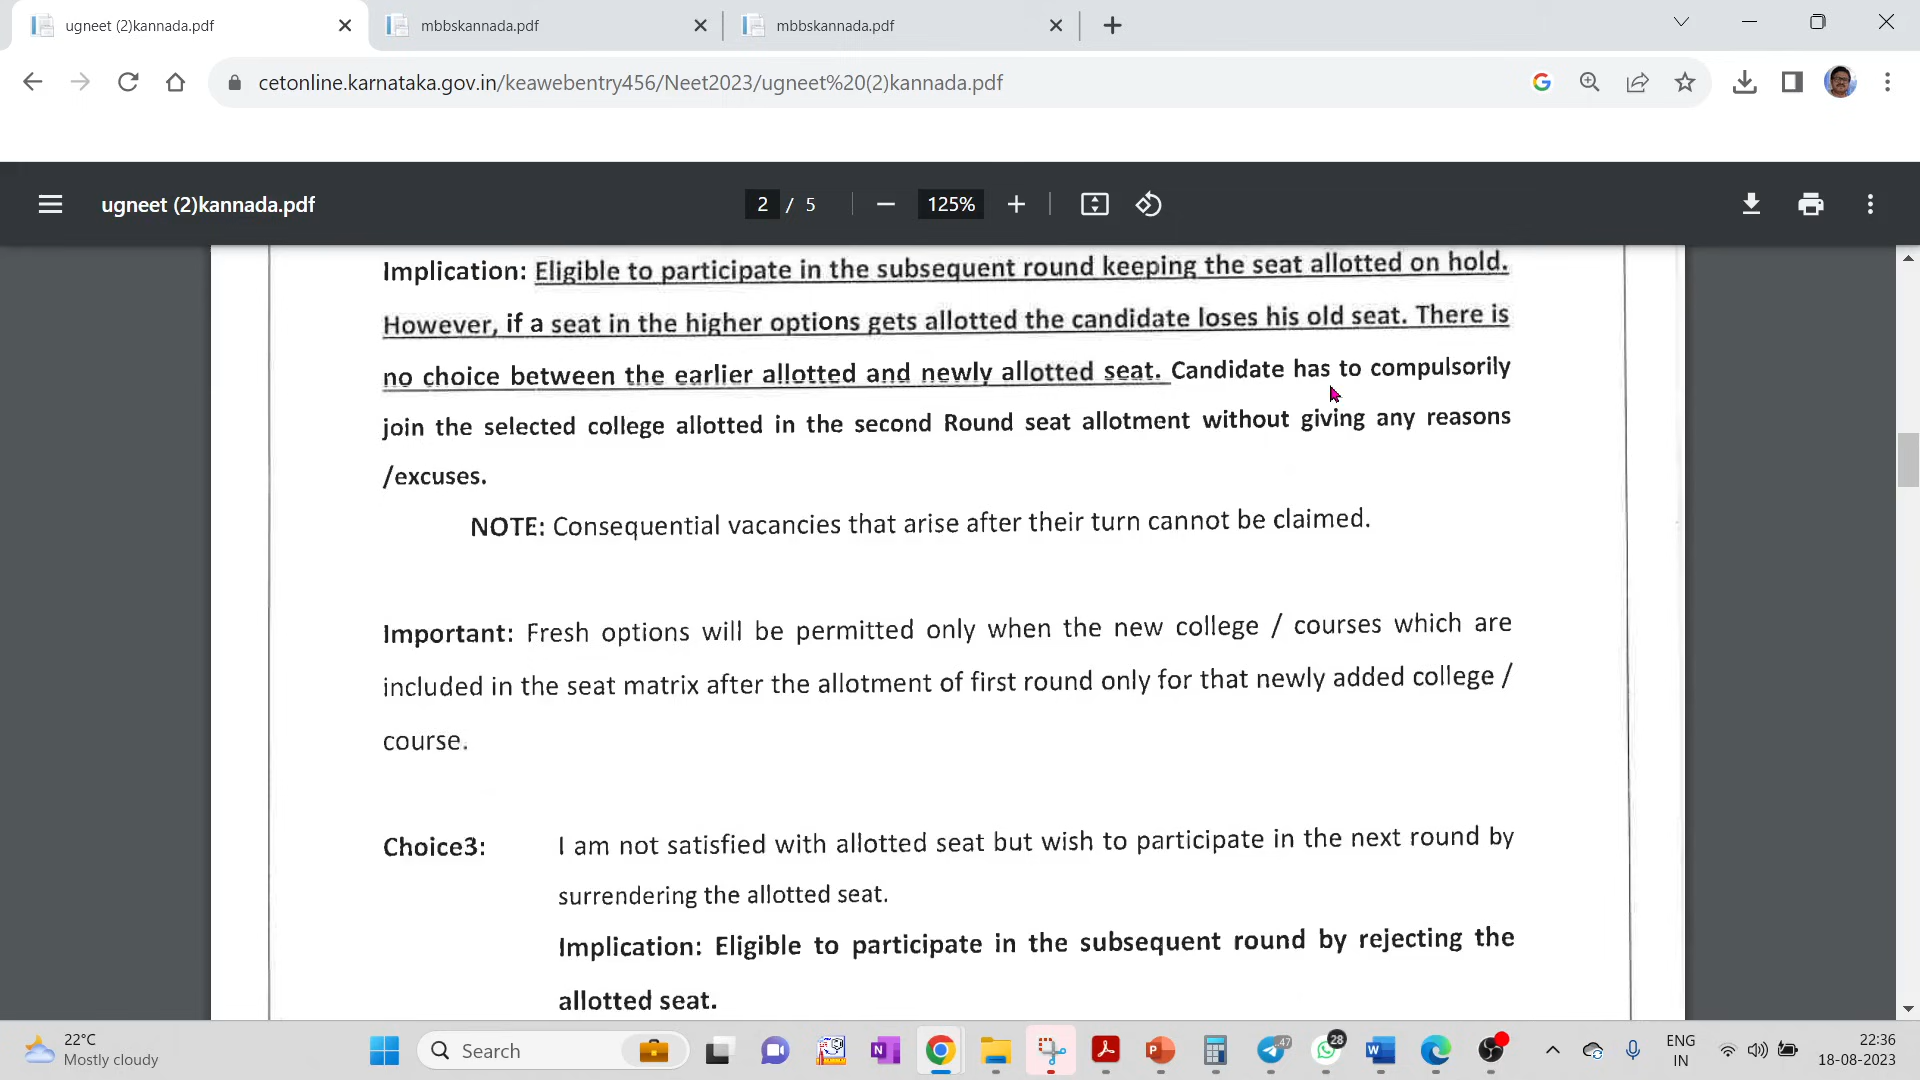 ugneet (2)kannada.pdf
mbbskannada.pdf
mbbskannada.pdf
cetonline.karnataka.gov.in/keawebentry456/Neet2023/ugneet%20(2)kannada.pdf
ugneet (2)kannada.pdf
2 / 5
125%
Implication: Eligible to participate in the subsequent round keeping the seat allotted on hold.
However, if a seat in the higher options gets allotted the candidate loses his old seat. There is
no choice between the earlier allotted and newly allotted seat. Candidate has to compulsorily
join the selected college allotted in the second Round seat allotment without giving any reasons
/excuses.
NOTE: Consequential vacancies that arise after their turn cannot be claimed.
Important: Fresh options will be permitted only when the new college / courses which are
included in the seat matrix after the allotment of first round only for that newly added college /
course.
Choice3: I am not satisfied with allotted seat but wish to participate in the next round by
surrendering the allotted seat.
Implication: Eligible to participate in the subsequent round by rejecting the
allotted seat.
22°C
Mostly cloudy
Search
47
28
ENG
IN
22:36
18-08-2023